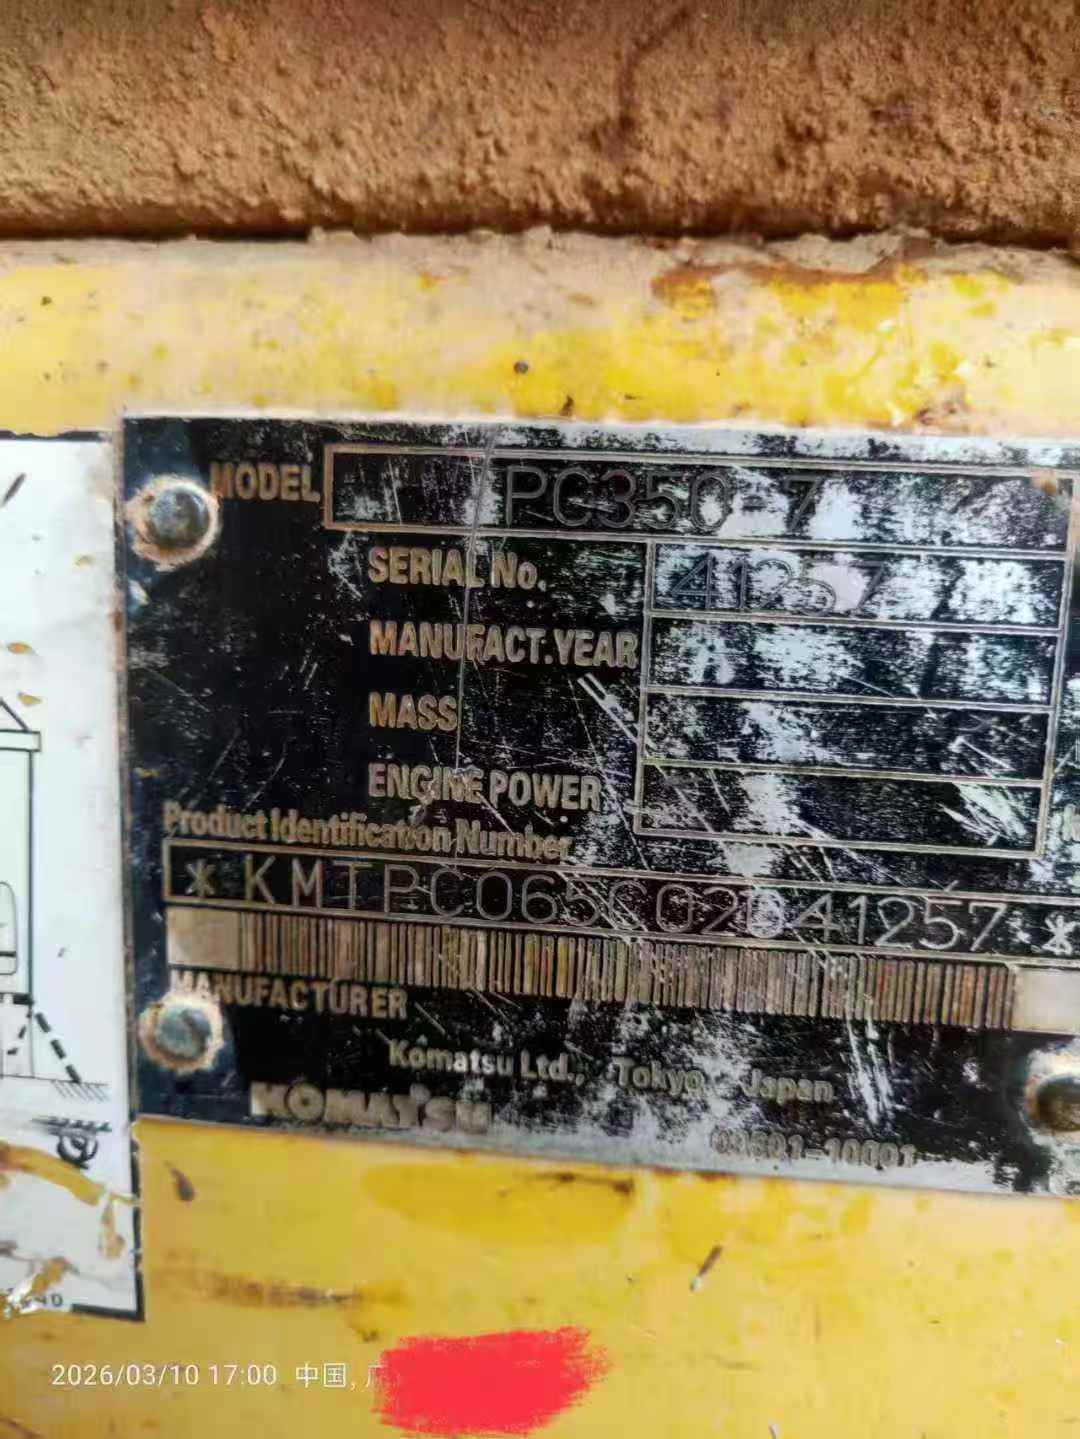 MODEL PC350-7
SERIAL No. 41257
MANUFACT.YEAR
MASS
ENGINE POWER
Product Identification Number
*KMTPC065C02041257*
MANUFACTURER
Komatsu Ltd., Tokyo Japan
KOMATSU
2026/03/10 17:00 中国,